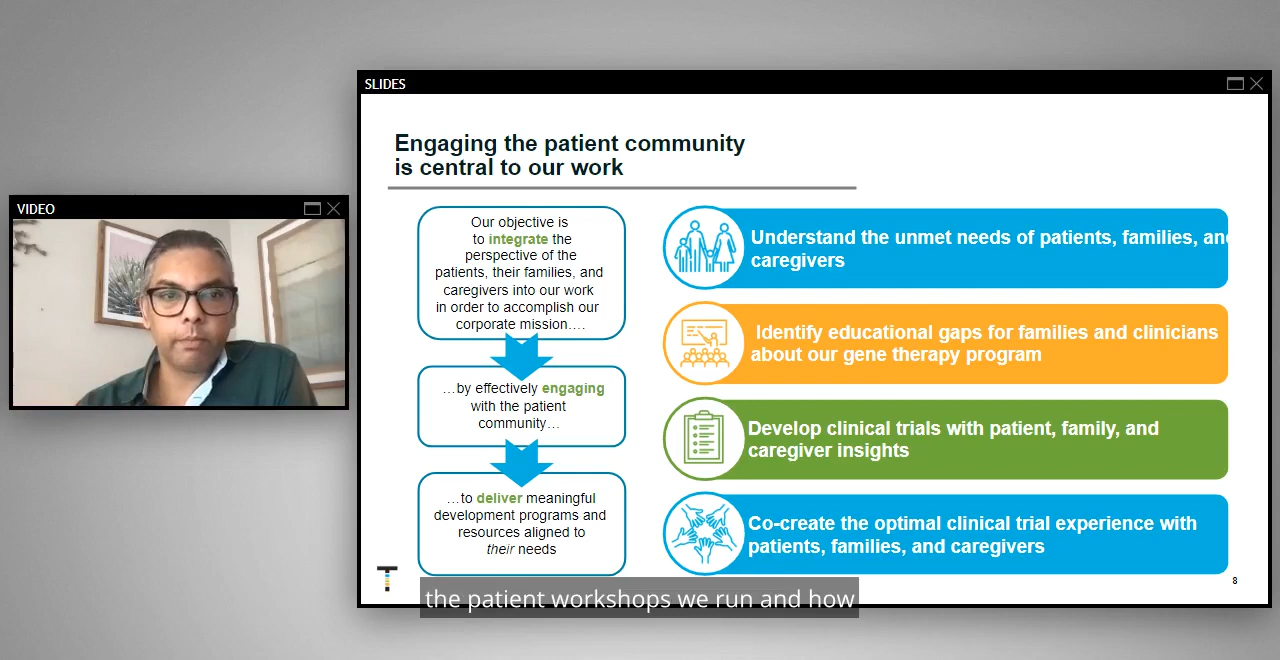 SLIDES
VIDEO
Engaging the patient community
is central to our work
Our objective is
to integrate the
perspective of the
patients, their families, and
caregivers into our work
in order to accomplish our
corporate mission….
…by effectively engaging
with the patient
community…
…to deliver meaningful
development programs and
resources aligned to
their needs
Understand the unmet needs of patients, families, an
caregivers
Identify educational gaps for families and clinicians
about our gene therapy program
Develop clinical trials with patient, family, and
caregiver insights
Co-create the optimal clinical trial experience with
patients, families, and caregivers
T
8
the patient workshops we run and how